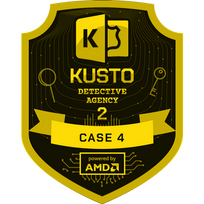 K
KUSTO
DETECTIVE
AGENCY
2
CASE 4
powered by
AMD